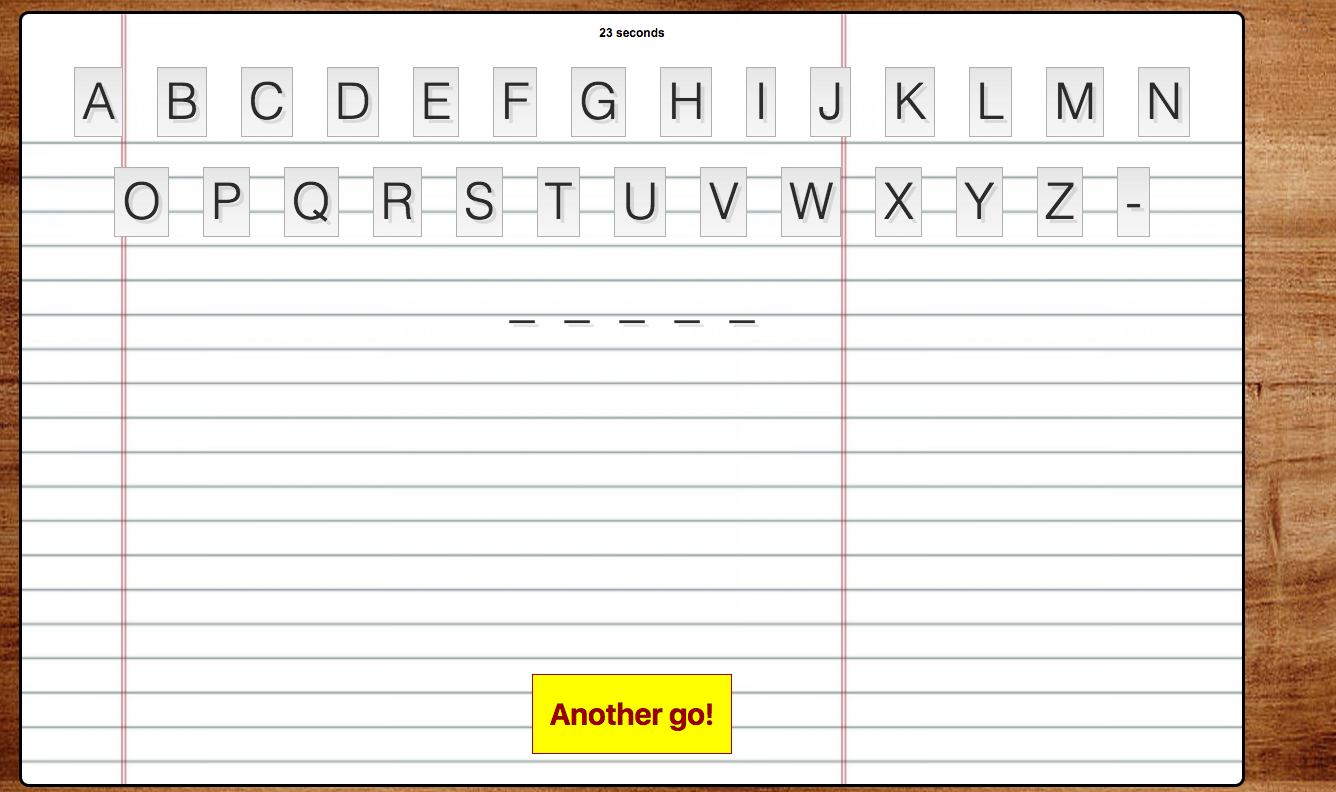 23 seconds
A B C D E F G H I J K L M N
O P Q R S T U V W X Y Z -
_ _ _ _ _
Another go!